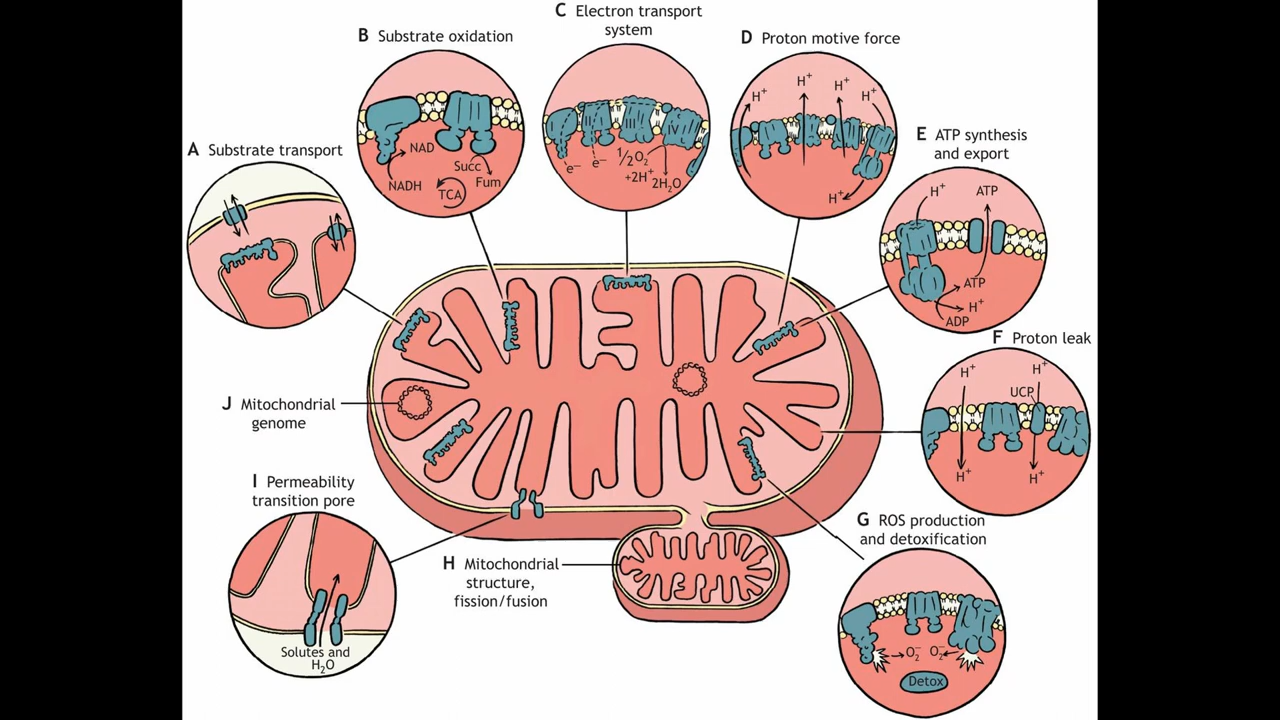 A Substrate transport
B Substrate oxidation
NAD
NADH
Succ
Fum
TCA
C Electron transport
system
e⁻
e⁻
½O₂
+2H⁺
2H₂O
D Proton motive force
H⁺
H⁺
H⁺
H⁺
H⁺
E ATP synthesis
and export
H⁺
ATP
ATP
H⁺
ADP
F Proton leak
H⁺
H⁺
UCP
H⁺
H⁺
G ROS production
and detoxification
O₂⁻
O₂⁻
Detox
H Mitochondrial
structure,
fission/fusion
I Permeability
transition pore
Solutes and
H₂O
J Mitochondrial
genome